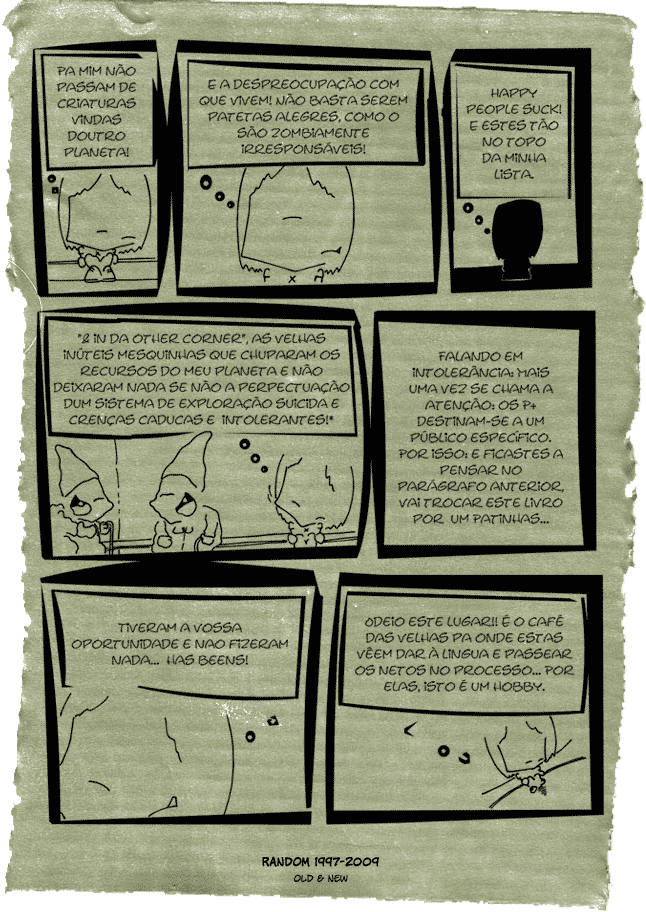 PA MIM NÃO
PASSAM DE
CRIATURAS
VINDAS
DOUTRO
PLANETA!
E A DESPREOCUPAÇÃO COM
QUE VIVEM! NÃO BASTA SEREM
PATETAS ALEGRES, COMO O
SÃO ZOMBIAMENTE
IRRESPONSÁVEIS!
HAPPY
PEOPLE SUCK!
E ESTES TÃO
NO TOPO
DA MINHA
LISTA.
"& IN DA OTHER CORNER", AS VELHAS
INÚTEIS MESQUINHAS QUE CHUPARAM OS
RECURSOS DO MEU PLANETA E NÃO
DEIXARAM NADA SE NÃO A PERPECTUAÇÃO
DUM SISTEMA DE EXPLORAÇÃO SUICIDA E
CRENÇAS CADUCAS E INTOLERANTES!*
FALANDO EM
INTOLERÂNCIA: MAIS
UMA VEZ SE CHAMA A
ATENÇÃO: OS P+
DESTINAM-SE A UM
PÚBLICO ESPECÍFICO.
POR ISSO: E FICASTES A
PENSAR NO
PARÁGRAFO ANTERIOR,
VAI TROCAR ESTE LIVRO
POR UM PATINHAS...
TIVERAM A VOSSA
OPORTUNIDADE E NAO FIZERAM
NADA... HAS BEENS!
ODEIO ESTE LUGAR!! É O CAFÉ
DAS VELHAS PA ONDE ESTAS
VÊEM DAR À LINGUA E PASSEAR
OS NETOS NO PROCESSO... POR
ELAS, ISTO É UM HOBBY.
RANDOM 1997-2009
OLD & NEW